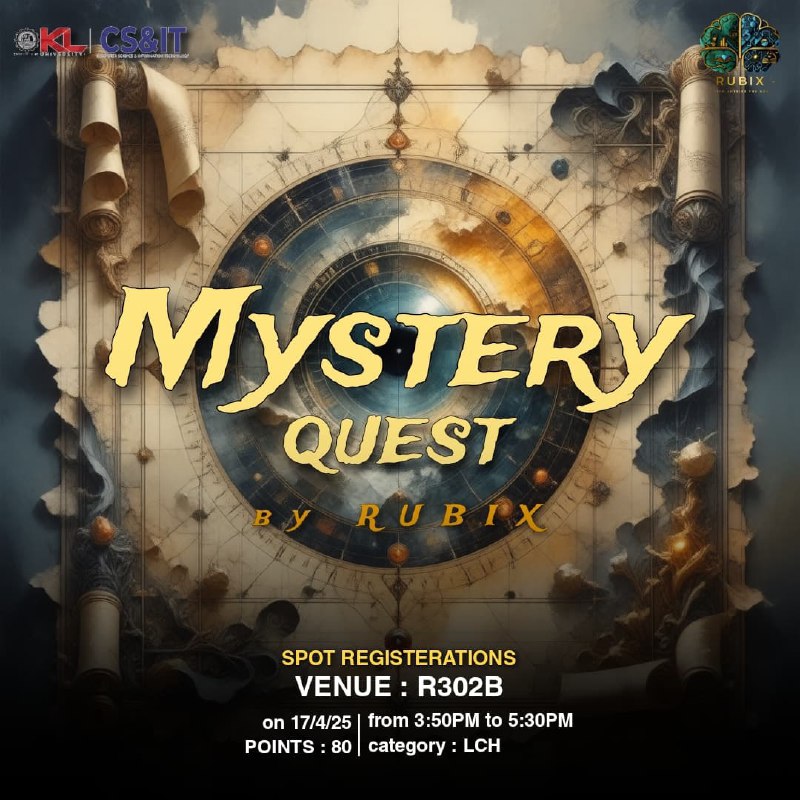 KL | CS&IT
UNIVERSITY
RUBIX
MYSTERY
QUEST
BY RUBIX
SPOT REGISTERATIONS
VENUE : R302B
on 17/4/25 | from 3:50PM to 5:30PM
POINTS : 80 | category : LCH